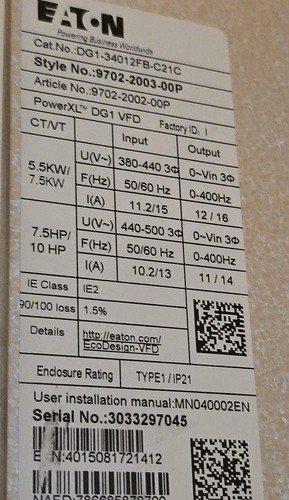 EATON
Powering Business Worldwide
Cat.No.:DG1-34012FB-C21C
Style No.:9702-2003-00P
Article No.:9702-2002-00P
PowerXL™ DG1 VFD Factory ID: I
CT/VT Input Output
5.5KW/ 7.5KW U(V~) 380-440 3Φ 0~Vin 3Φ
F(Hz) 50/60 Hz 0-400Hz
I(A) 11.2/15 12 / 16
7.5HP/ 10 HP U(V~) 440-500 3Φ 0~Vin 3Φ
F(Hz) 50/60 Hz 0-400Hz
I(A) 10.2/13 11 / 14
IE Class IE2
90/100 loss 1.5%
Details http://eaton.com/
EcoDesign-VFD
Enclosure Rating TYPE1 / IP21
User installation manual:MN040002EN
Serial No.:3033297045
E N:4015081721412